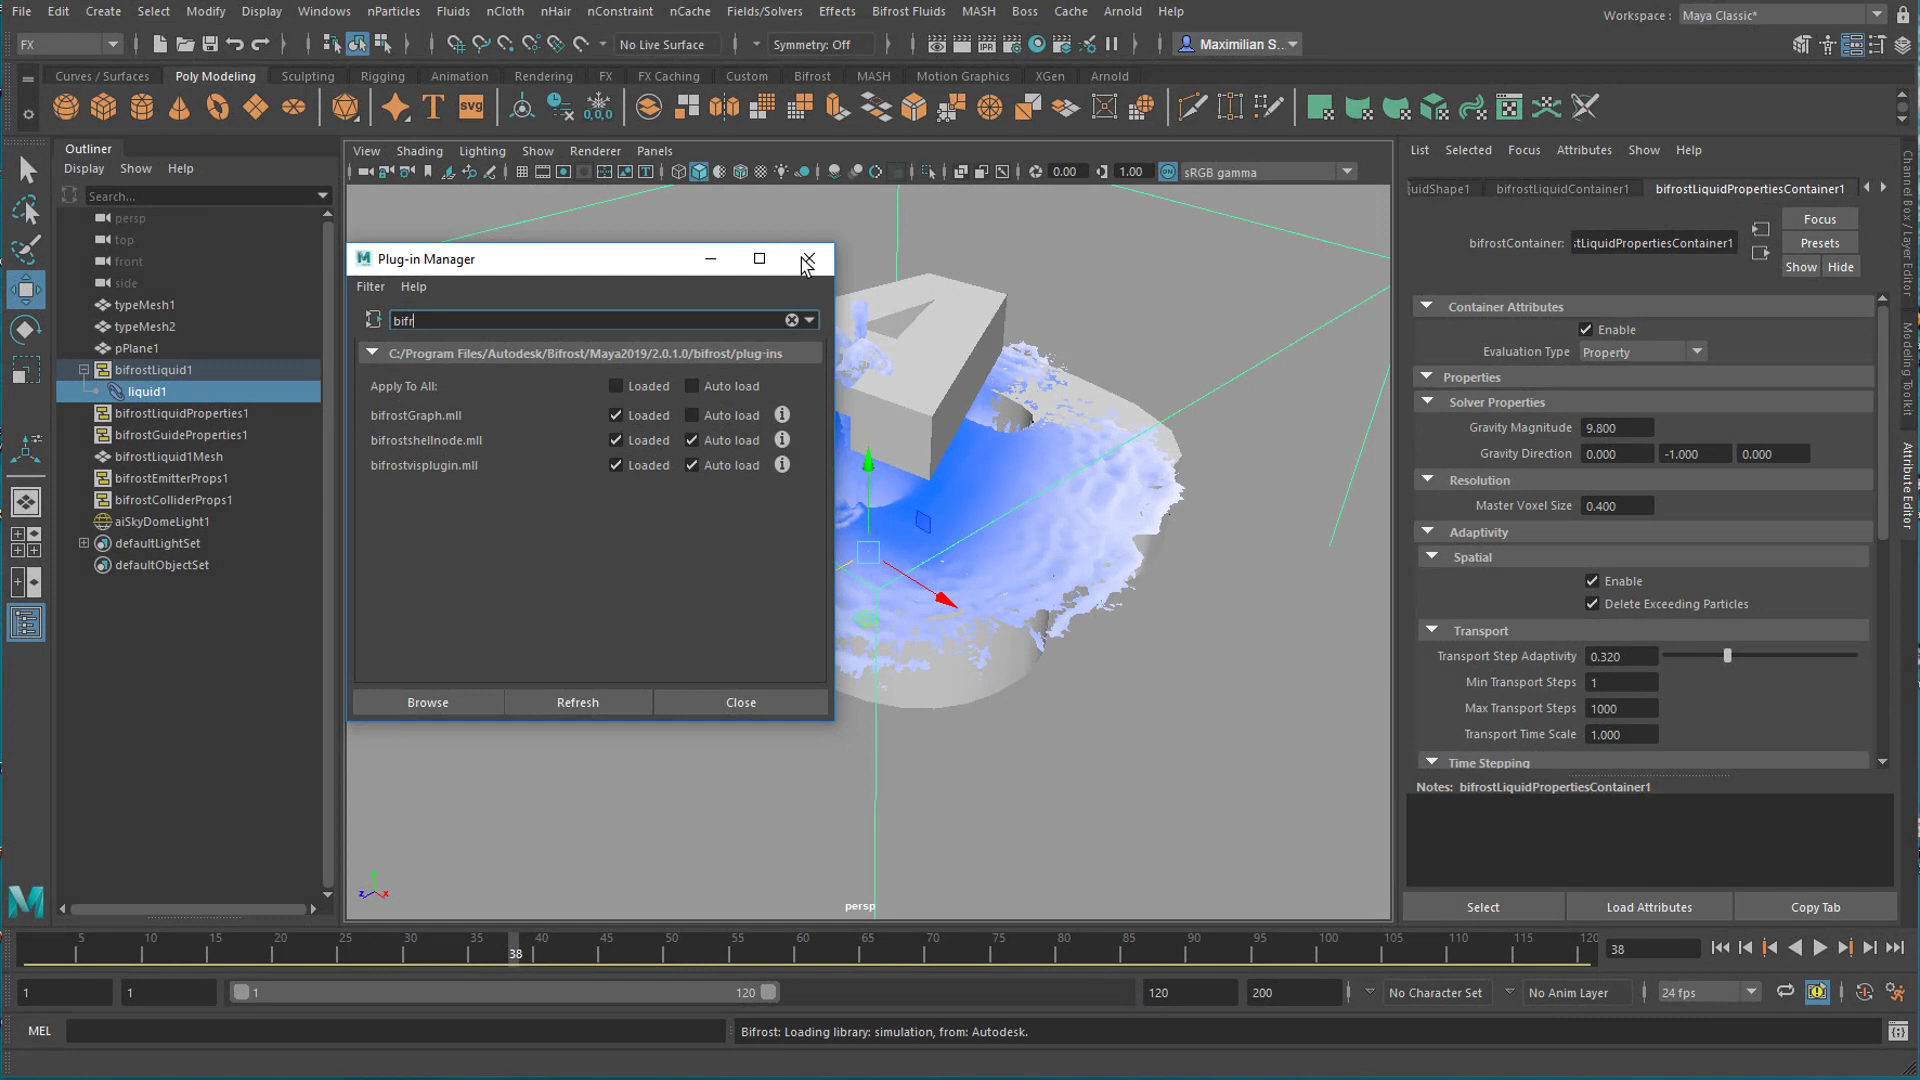 File Edit Create Select Modify Display Windows nParticles Fluids nCloth nHair nConstraint nCache Fields/Solvers Effects Bifrost Fluids MASH Boss Cache Arnold Help
Workspace : Maya Classic*
FX
No Live Surface
Symmetry: Off
Maximilian S...
Curves / Surfaces Poly Modeling Sculpting Rigging Animation Rendering FX FX Caching Custom Bifrost MASH Motion Graphics XGen Arnold
T svg 0,0,0
Outliner
Display Show Help
Search...
persp
top
front
side
typeMesh1
typeMesh2
pPlane1
bifrostLiquid1
liquid1
bifrostLiquidProperties1
bifrostGuideProperties1
bifrostLiquid1Mesh
bifrostEmitterProps1
bifrostColliderProps1
aiSkyDomeLight1
defaultLightSet
defaultObjectSet
View Shading Lighting Show Renderer Panels
0.00 1.00 ON sRGB gamma
M Plug-in Manager
Filter Help
bifr
C:/Program Files/Autodesk/Bifrost/Maya2019/2.0.1.0/bifrost/plug-ins
Apply To All: Loaded Auto load
bifrostGraph.mll Loaded Auto load i
bifrostshellnode.mll Loaded Auto load i
bifrostvisplugin.mll Loaded Auto load i
Browse Refresh Close
persp
z x
List Selected Focus Attributes Show Help
uidShape1 bifrostLiquidContainer1 bifrostLiquidPropertiesContainer1
bifrostContainer: :tLiquidPropertiesContainer1
Focus
Presets
Show Hide
Container Attributes
Enable
Evaluation Type Property
Properties
Solver Properties
Gravity Magnitude 9.800
Gravity Direction 0.000 -1.000 0.000
Resolution
Master Voxel Size 0.400
Adaptivity
Spatial
Enable
Delete Exceeding Particles
Transport
Transport Step Adaptivity 0.320
Min Transport Steps 1
Max Transport Steps 1000
Transport Time Scale 1.000
Time Stepping
Notes: bifrostLiquidPropertiesContainer1
Select Load Attributes Copy Tab
Channel Box / Layer Editor
Modeling Toolkit
Attribute Editor
5 10 15 20 25 30 35 38 40 45 50 55 60 65 70 75 80 85 90 95 100 105 110 115 120
38
1 1 1 120 120 200 No Character Set No Anim Layer 24 fps
MEL
Bifrost: Loading library: simulation, from: Autodesk.